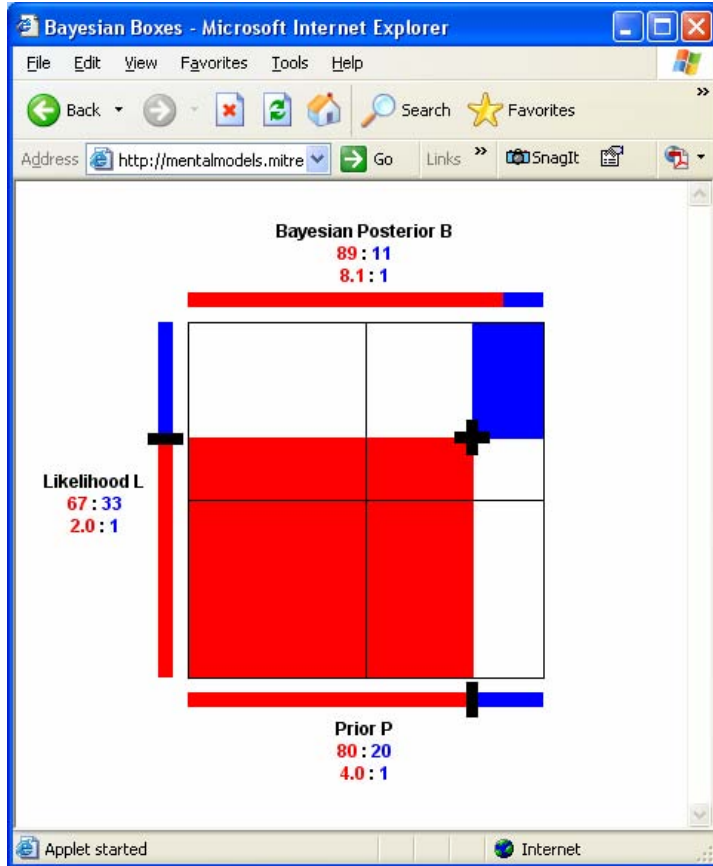 Bayesian Boxes - Microsoft Internet Explorer
File Edit View Favorites Tools Help
Back Search Favorites »
Address http://mentalmodels.mitre Go Links » SnagIt
Bayesian Posterior B
89 : 11
8.1 : 1
Likelihood L
67 : 33
2.0 : 1
Prior P
80 : 20
4.0 : 1
Applet started Internet